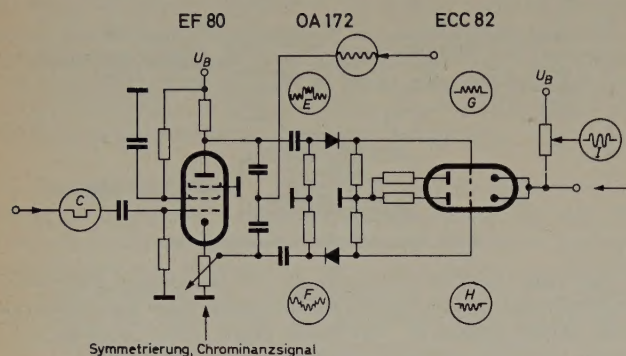 EF 80 OA 172 ECC 82
U_B
U_B
E
G
I
C
F
H
Symmetrierung, Chrominanzsignal